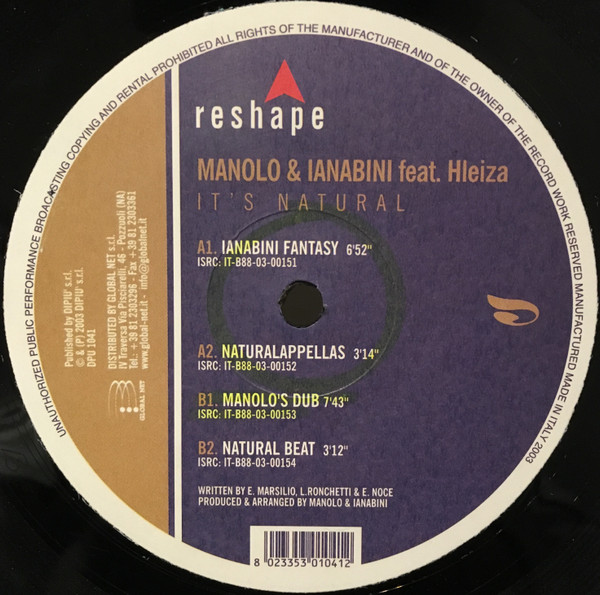 UNAUTHORIZED PUBLIC PERFORMANCE BROACASTING COPYING AND RENTAL PROHIBITED ALL RIGHTS OF THE MANUFACTURER AND OF THE OWNER OF THE RECORD WORK RESERVED MANUFACTURED MADE IN ITALY 2003
reshape
MANOLO & IANABINI feat. Hleiza
IT'S NATURAL
A1. IANABINI FANTASY 6'52"
ISRC: IT-B88-03-00151
A2. NATURALAPPELLAS 3'14"
ISRC: IT-B88-03-00152
B1. MANOLO'S DUB 7'43"
ISRC: IT-B88-03-00153
B2. NATURAL BEAT 3'12"
ISRC: IT-B88-03-00154
WRITTEN BY E. MARSILIO, L.RONCHETTI & E. NOCE
PRODUCED & ARRANGED BY MANOLO & IANABINI
8 023353 010412
Published by DIPIU' s.r.l.
© & (P) 2003 DIPIU' s.r.l.
DPU 1041
DISTRIBUTED BY GLOBAL NET s.r.l.
IV Traversa Via Pisciarelli, 46 - Pozzuoli (NA)
Tel.: + 39 81 2303296 - Fax + 39 81 2303361
www.global-net.it - info@globalnet.it
GLOBAL NET